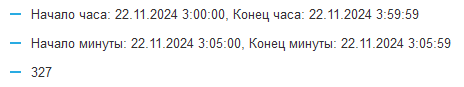 Начало часа: 22.11.2024 3:00:00, Конец часа: 22.11.2024 3:59:59
Начало минуты: 22.11.2024 3:05:00, Конец минуты: 22.11.2024 3:05:59
327